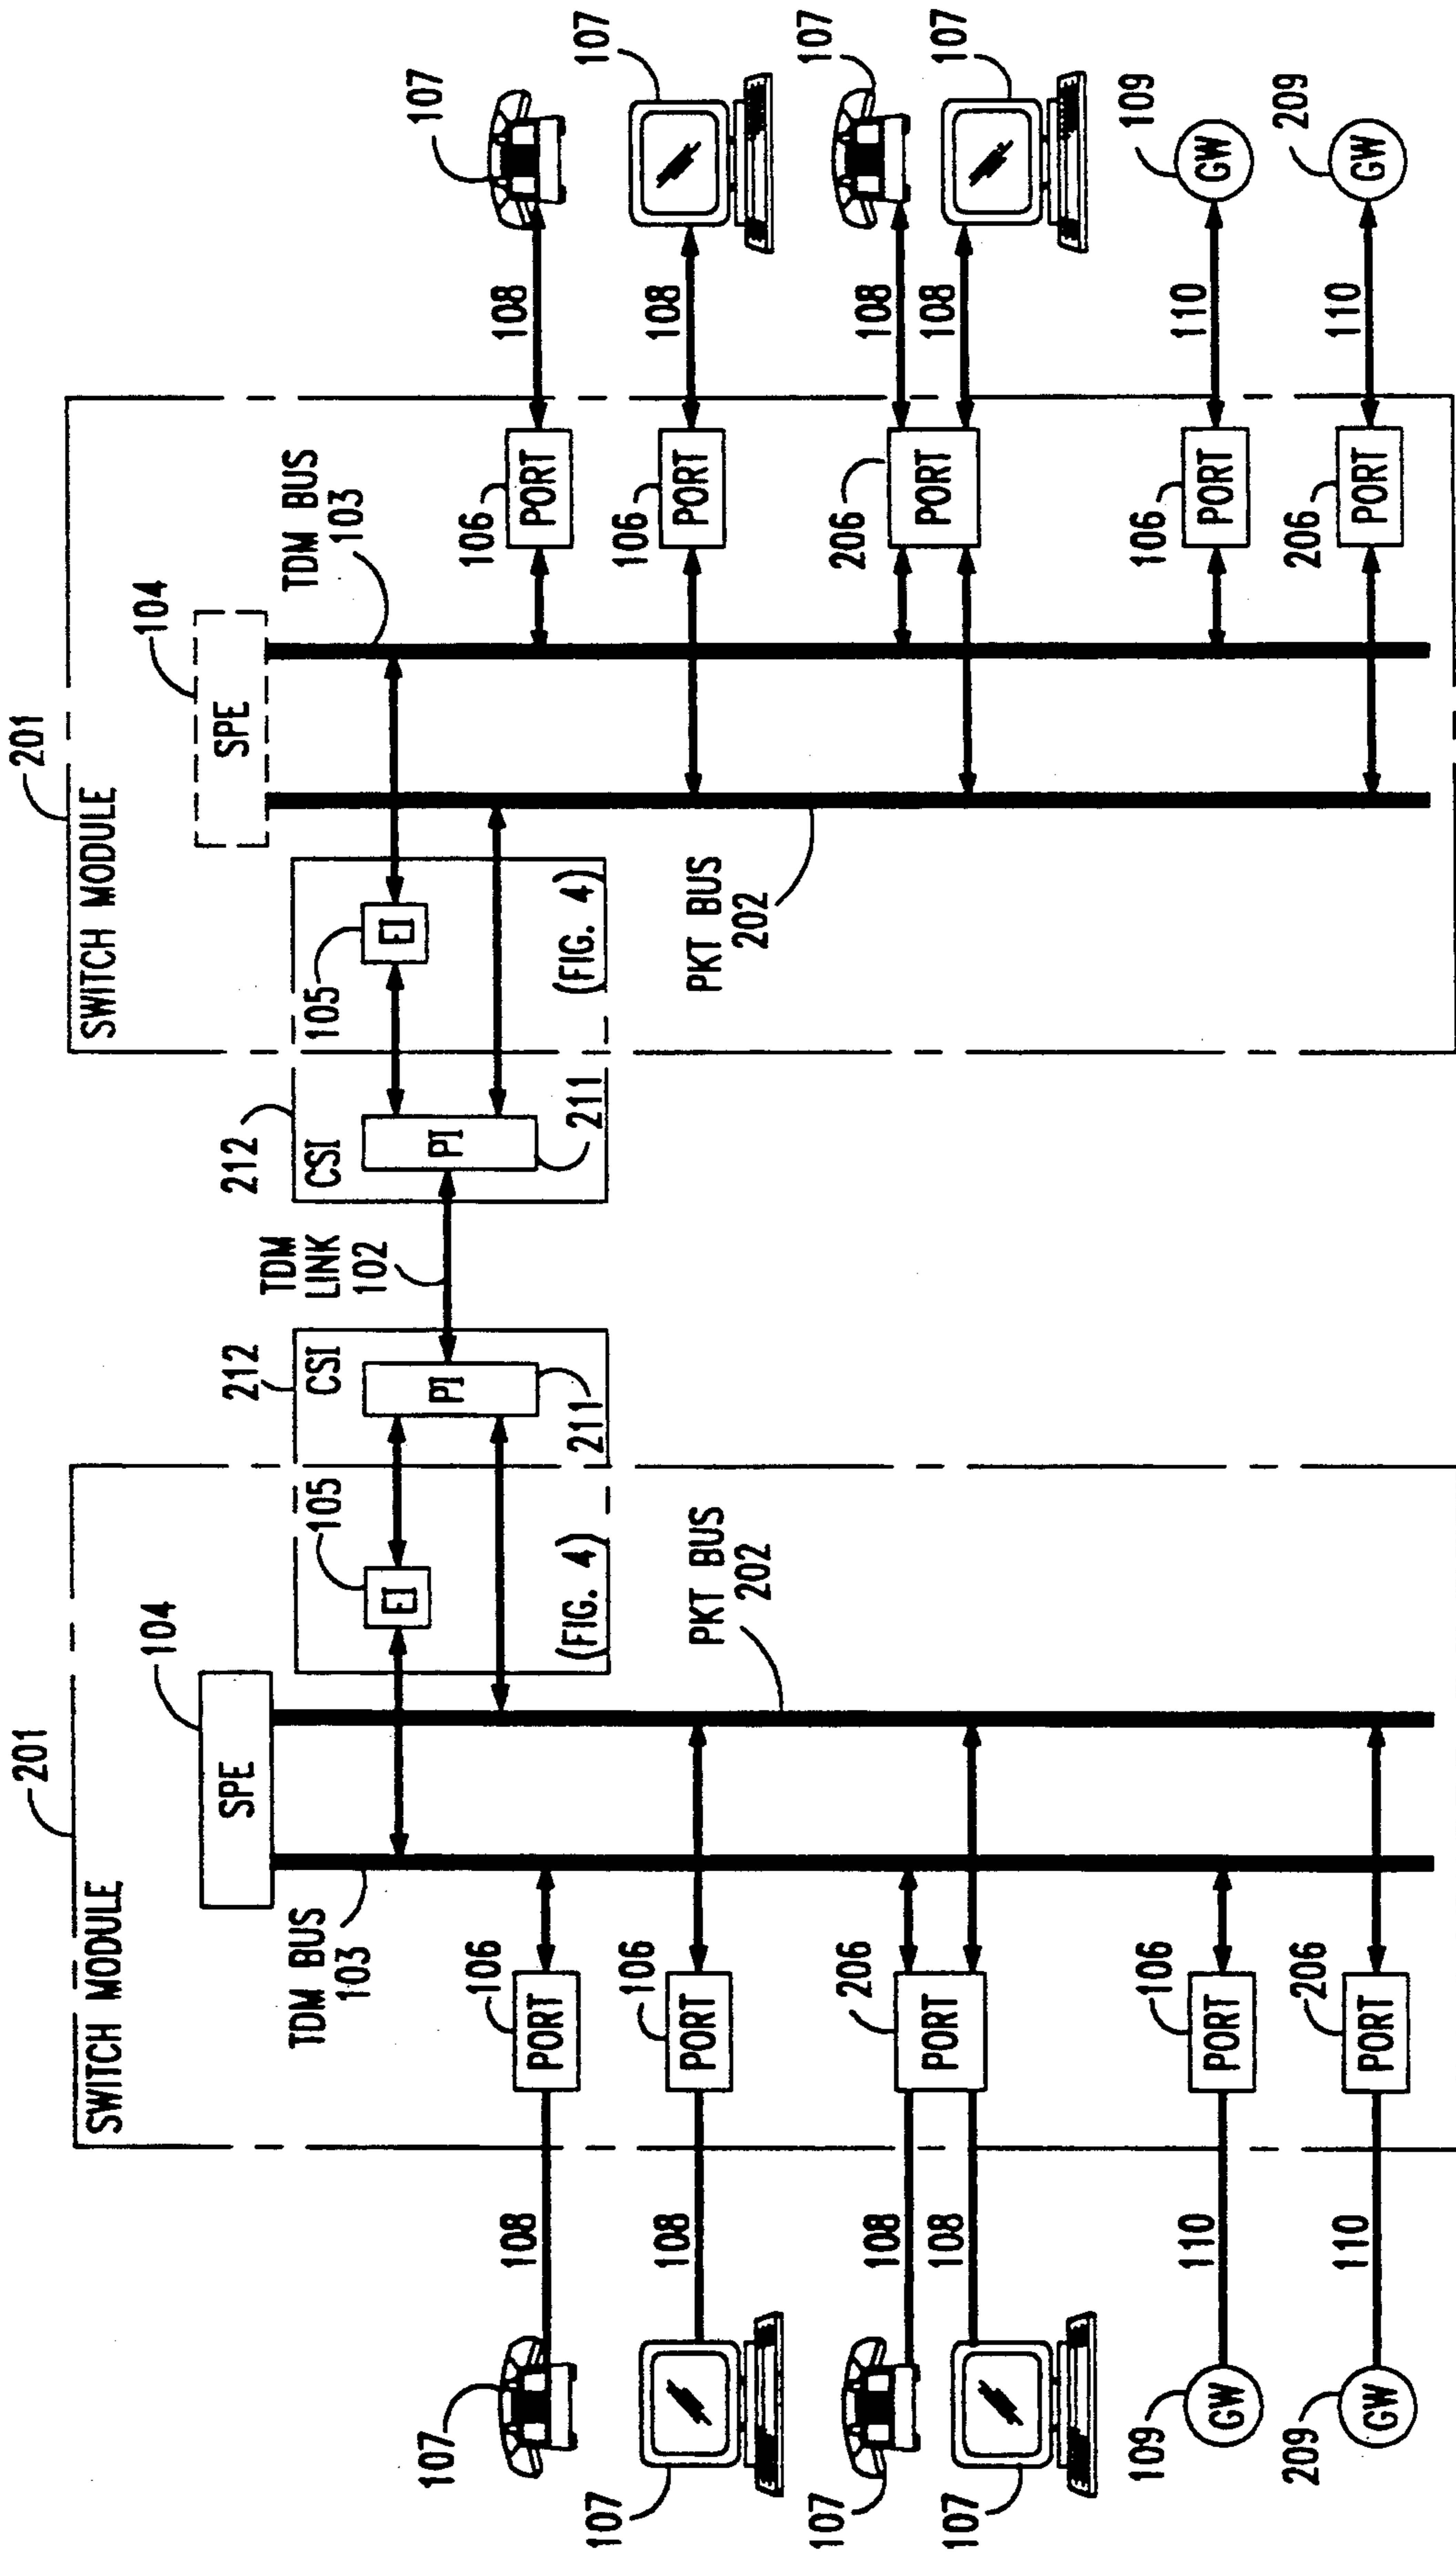 201
SWITCH MODULE
104
SPE
TDM BUS
103
105
EI
(FIG. 4)
PKT BUS
202
212
CSI
PI
211
107
108
106
PORT
107
108
106
PORT
107
108
206
PORT
107
108
109
GW
110
106
PORT
209
GW
110
206
PORT
TDM
LINK
102
201
SWITCH MODULE
104
SPE
TDM BUS
103
212
CSI
PI
211
105
EI
(FIG. 4)
PKT BUS
202
106
PORT
108
107
106
PORT
108
107
206
PORT
108
107
108
107
106
PORT
110
109
GW
206
PORT
110
209
GW